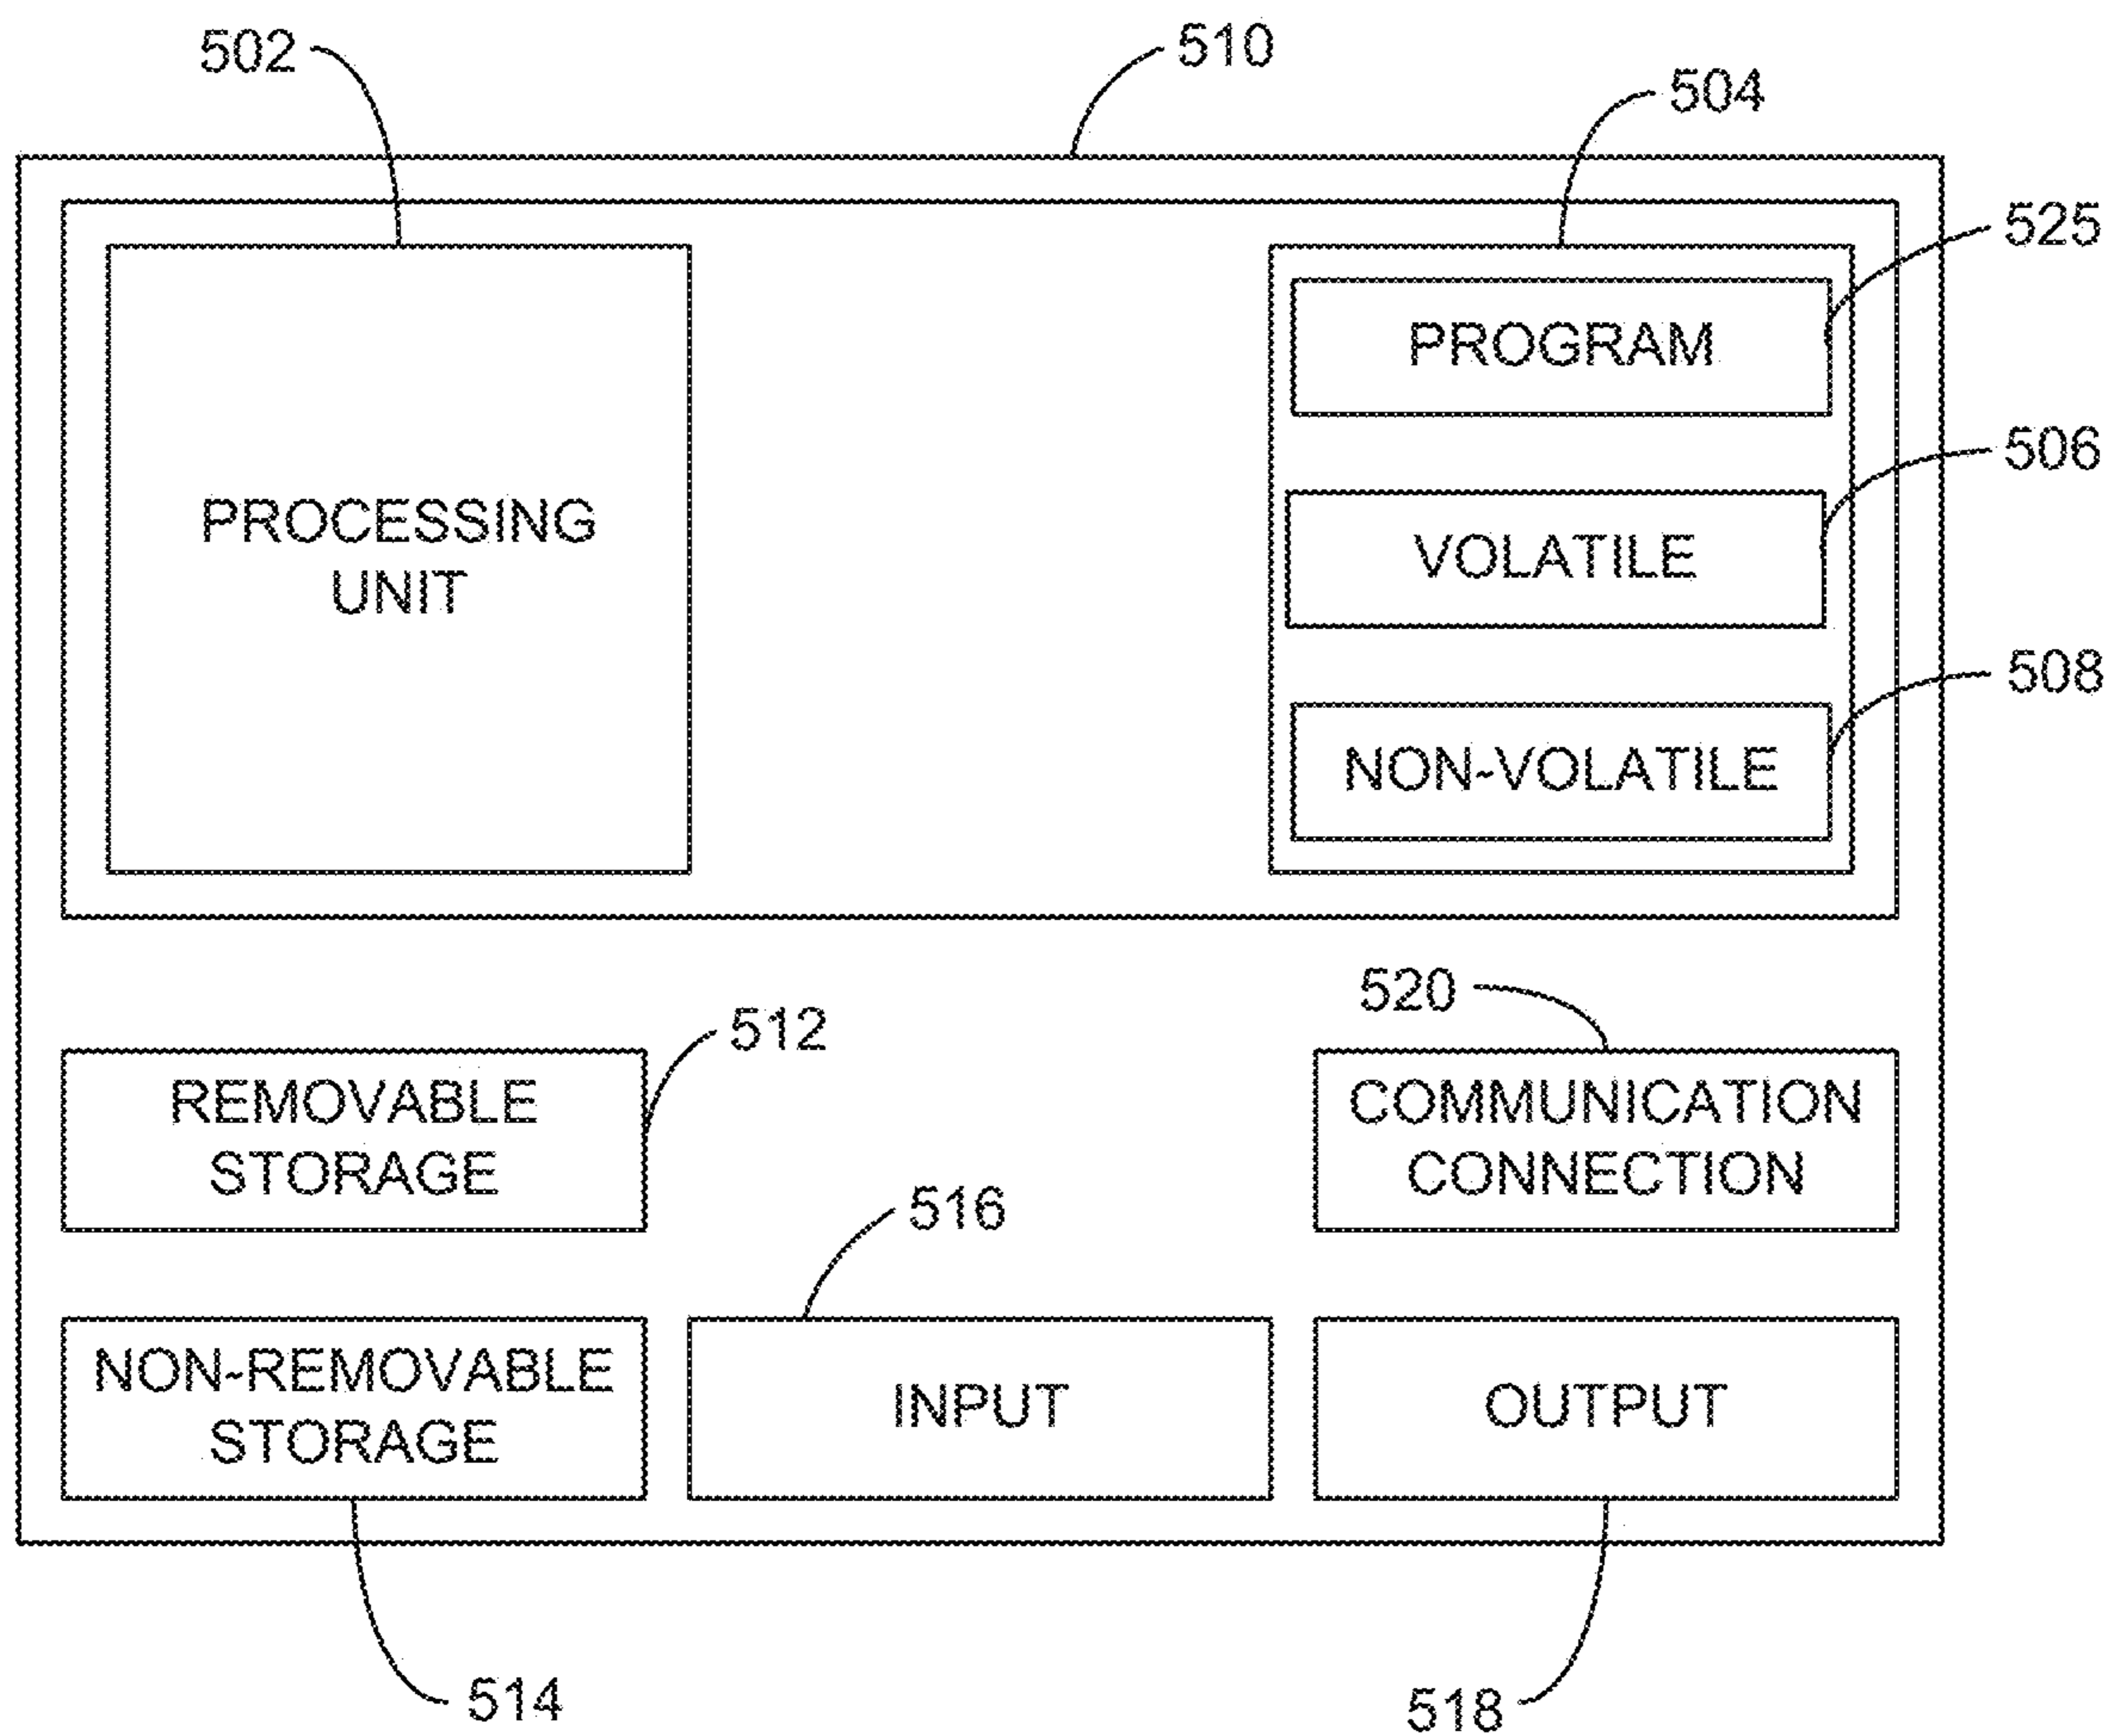 502
510
504
525
PROGRAM
506
PROCESSING
UNIT
VOLATILE
508
NON-VOLATILE
520
512
REMOVABLE
STORAGE
COMMUNICATION
CONNECTION
516
NON-REMOVABLE
STORAGE
INPUT
OUTPUT
514
518